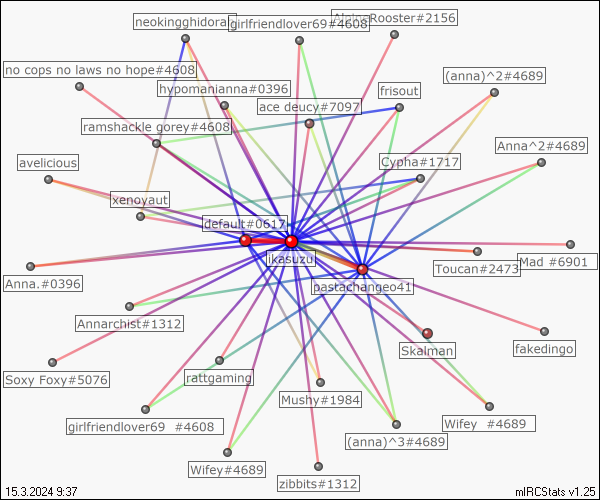 neokingghidora
girlfriendlover69#4608
Rooster#2156
no cops no laws no hope#4608
hypomanianna#0396
ace deucy#7097
frisout
(anna)^2#4689
ramshackle gorey#4608
Anna^2#4689
avelicious
Cypha#1717
xenoyaut
default#0617
likasuzu
Toucan#2473
Mad #6901
Anna.#0396
pastachangeo41
Annarchist#1312
Skalman
fakedingo
Soxy Foxy#5076
rattgaming
Mushy#1984
girlfriendlover69 #4608
Wifey #4689
(anna)^3#4689
Wifey#4689
zibbits#1312
15.3.2024 9:37
mIRCStats v1.25